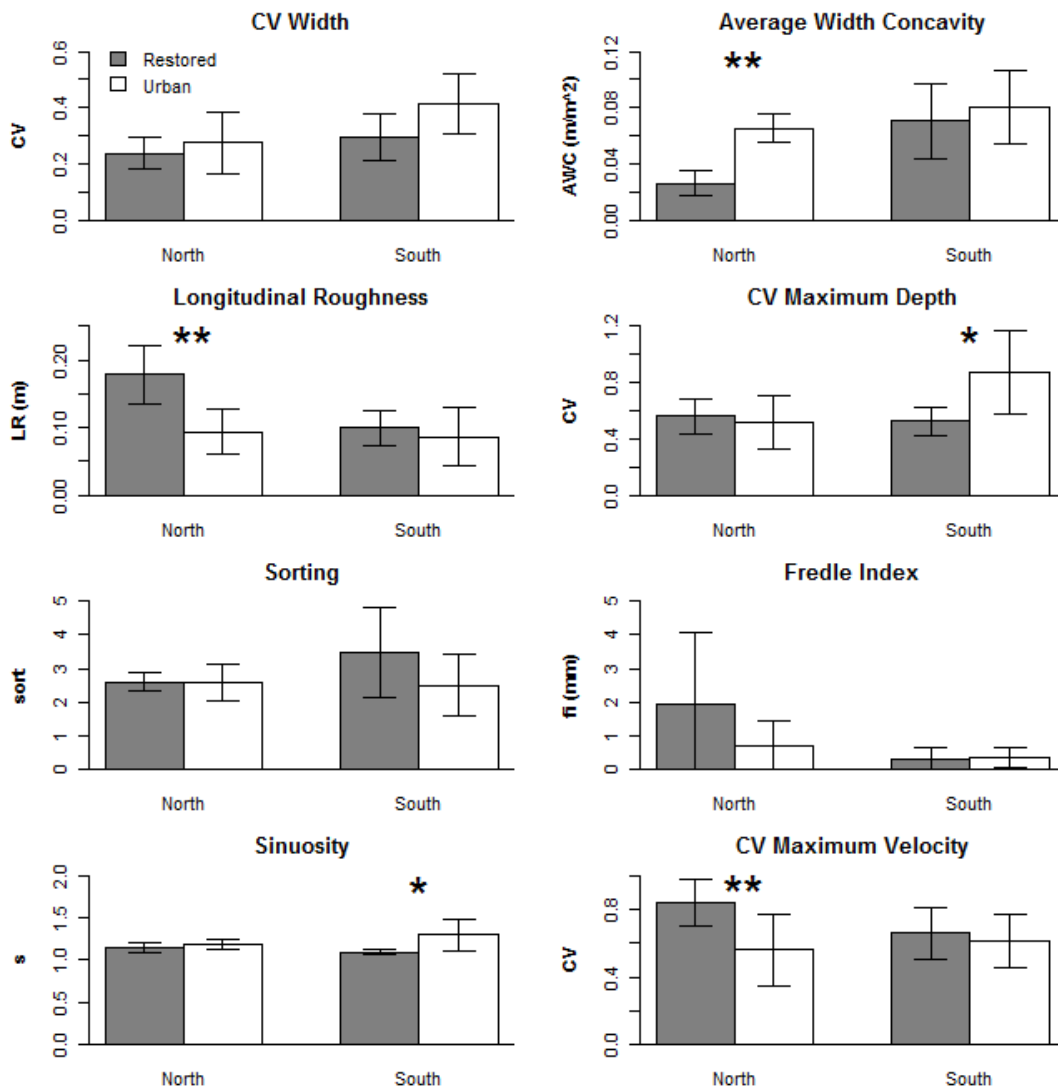 CV Width
CV
0.0 0.2 0.4 0.6
Restored
Urban
North South
Average Width Concavity
AWC (m/m^2)
0.00 0.04 0.08 0.12
**
North South
Longitudinal Roughness
LR (m)
0.00 0.10 0.20
**
North South
CV Maximum Depth
CV
0.0 0.4 0.8 1.2
*
North South
Sorting
sort
0 1 2 3 4 5
North South
Fredle Index
fi (mm)
0 1 2 3 4 5
North South
Sinuosity
s
0.0 0.5 1.0 1.5 2.0
*
North South
CV Maximum Velocity
CV
0.0 0.4 0.8
**
North South